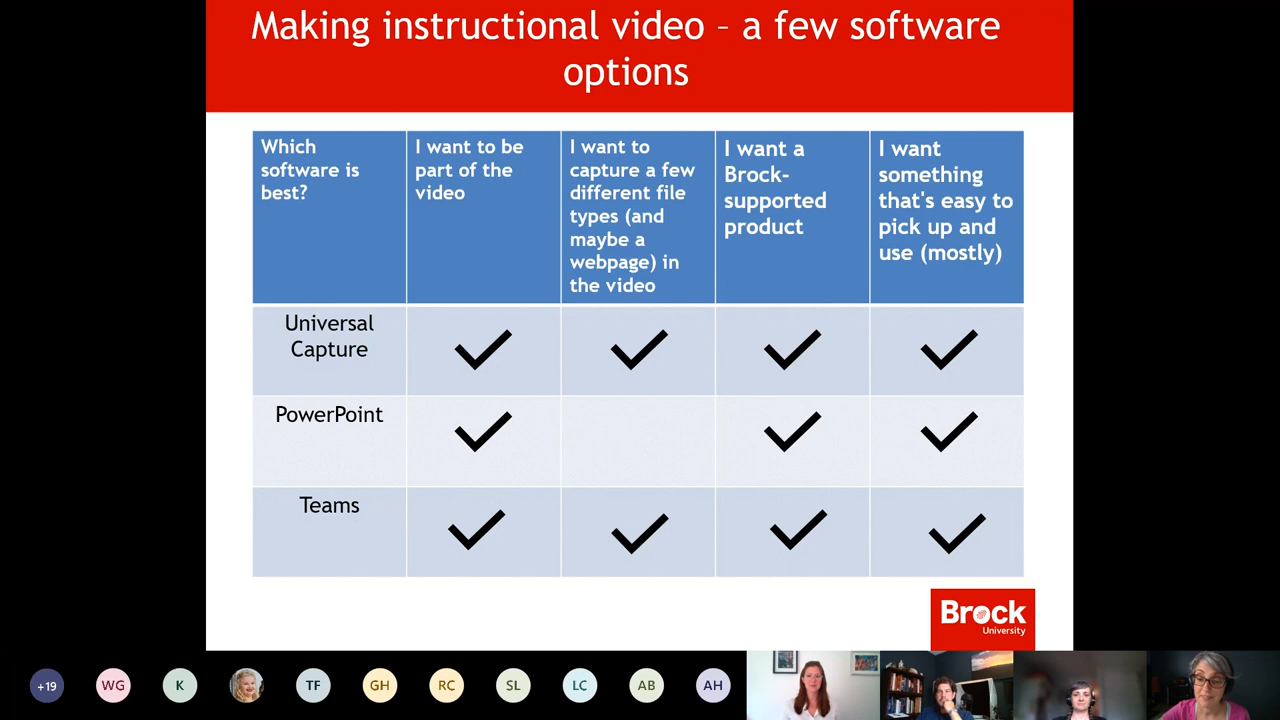 Making instructional video – a few software
options
Which
software is
best?
I want to be
part of the
video
I want to
capture a few
different file
types (and
maybe a
webpage) in
the video
I want a
Brock-
supported
product
I want
something
that's easy to
pick up and
use (mostly)
Universal
Capture
PowerPoint
Teams
Brock
University
+19
WG
K
TF
GH
RC
SL
LC
AB
AH